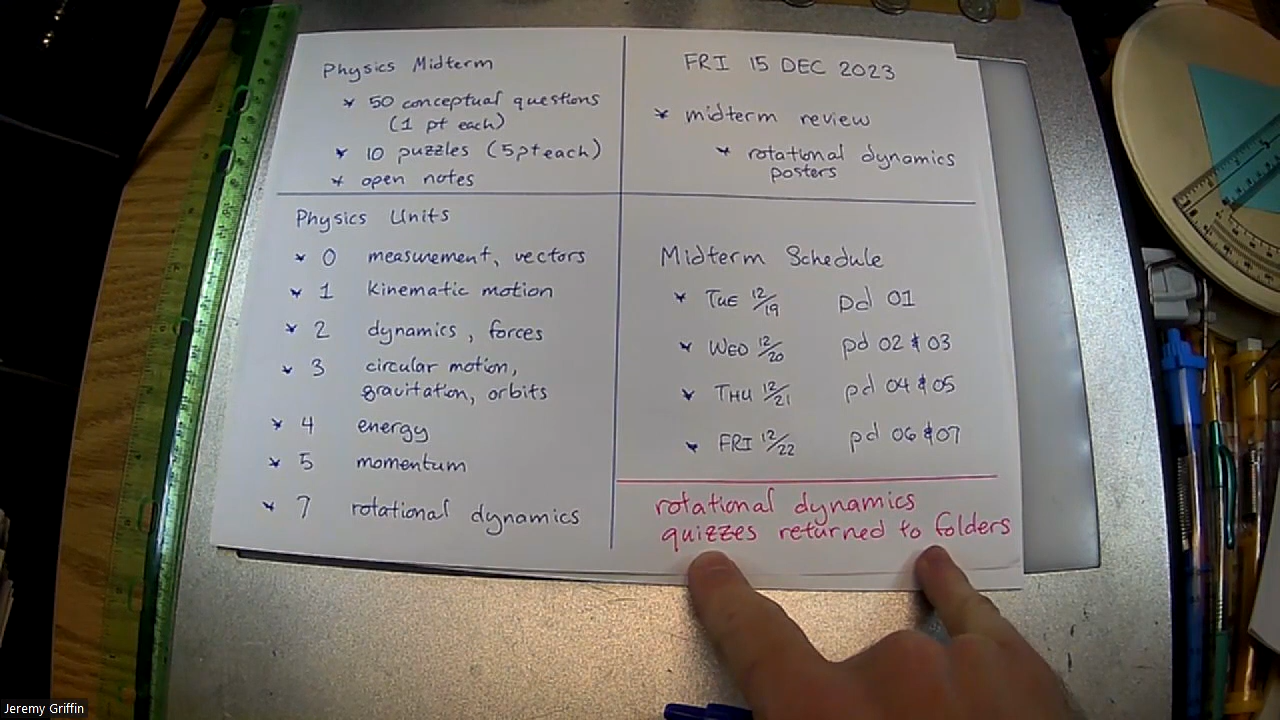 Physics Midterm
* 50 conceptual questions
(1 pt each)
* 10 puzzles (5pt each)
* open notes
FRI 15 DEC 2023
* midterm review
* rotational dynamics
posters
Physics Units
* 0 measurement, vectors
* 1 kinematic motion
* 2 dynamics, forces
* 3 circular motion,
gravitation, orbits
* 4 energy
* 5 momentum
* 7 rotational dynamics
Midterm Schedule
* TUE 12/19 pd 01
* WED 12/20 pd 02 & 03
* THU 12/21 pd 04 & 05
* FRI 12/22 pd 06 & 07
rotational dynamics
quizzes returned to folders
Jeremy Griffin